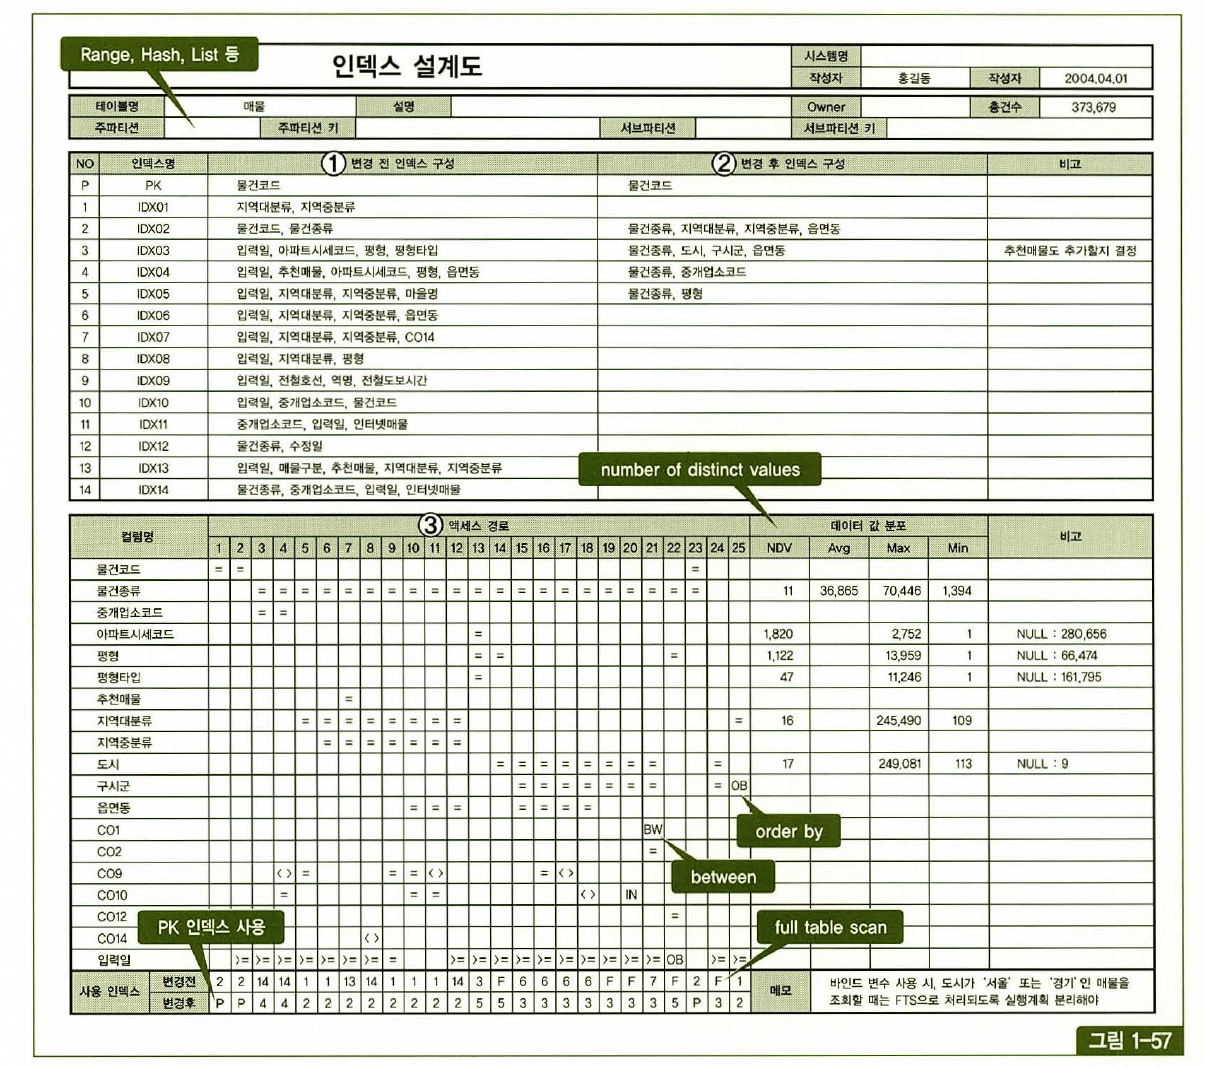 Range, Hash, List 등
인덱스 설계도
시스템명
작성자 홍길동 작성자 2004.04.01
테이블명 매물 설명 Owner 총건수 373,679
주파티션 주파티션 키 서브파티션 서브파티션 키
NO 인덱스명 ① 변경 전 인덱스 구성 ② 변경 후 인덱스 구성 비고
P PK 물건코드 물건코드
1 IDX01 지역대분류, 지역중분류
2 IDX02 물건코드, 물건종류 물건종류, 지역대분류, 지역중분류, 읍면동
3 IDX03 입력일, 아파트시세코드, 평형, 평형타입 물건종류, 도시, 구시군, 읍면동 추천매물도 추가할지 결정
4 IDX04 입력일, 추천매물, 아파트시세코드, 평형, 읍면동 물건종류, 중개업소코드
5 IDX05 입력일, 지역대분류, 지역중분류, 마을명 물건종류, 평형
6 IDX06 입력일, 지역대분류, 지역중분류, 읍면동
7 IDX07 입력일, 지역대분류, 지역중분류, CO14
8 IDX08 입력일, 지역대분류, 평형
9 IDX09 입력일, 전철호선, 역명, 전철도보시간
10 IDX10 입력일, 중개업소코드, 물건코드
11 IDX11 중개업소코드, 입력일, 인터넷매물
12 IDX12 물건종류, 수정일
13 IDX13 입력일, 매물구분, 추천매물, 지역대분류, 지역중분류
number of distinct values
14 IDX14 물건종류, 중개업소코드, 입력일, 인터넷매물
컬럼명 ③ 액세스 경로 데이터 값 분포 비고
1 2 3 4 5 6 7 8 9 10 11 12 13 14 15 16 17 18 19 20 21 22 23 24 25 NDV Avg Max Min
물건코드 = = =
물건종류 = = = = = = = = = = = = = = = = = = = = = 11 36,865 70,446 1,394
중개업소코드 = =
아파트시세코드 = 1,820 2,752 1 NULL : 280,656
평형 = = = 1,122 13,959 1 NULL : 66,474
평형타입 = 47 11,246 1 NULL : 161,795
추천매물 =
지역대분류 = = = = = = = = = 16 245,490 109
지역중분류 = = = = = = =
도시 = = = = = = = = = 17 249,081 113 NULL : 9
구시군 = = = = = = = = OB
읍면동 = = = = = = =
CO1 BW
order by
CO2 =
CO9 <> = = = <> = <>
between
CO10 = = = <> IN
CO12 =
PK 인덱스 사용
full table scan
CO14 <>
입력일 >= >= >= >= >= >= >= = >= >= >= >= >= >= >= >= >= >= OB >= >=
사용 인덱스 변경전 2 2 14 14 1 1 13 14 1 1 1 14 3 F 6 6 6 6 F F 7 F 2 F 1
변경후 P P 4 4 2 2 2 2 2 2 2 2 5 5 3 3 3 3 3 3 3 5 P 3 2
메모 바인드 변수 사용 시, 도시가 '서울' 또는 '경기'인 매물을
조회할 때는 FTS으로 처리되도록 실행계획 분리해야
그림 1-57